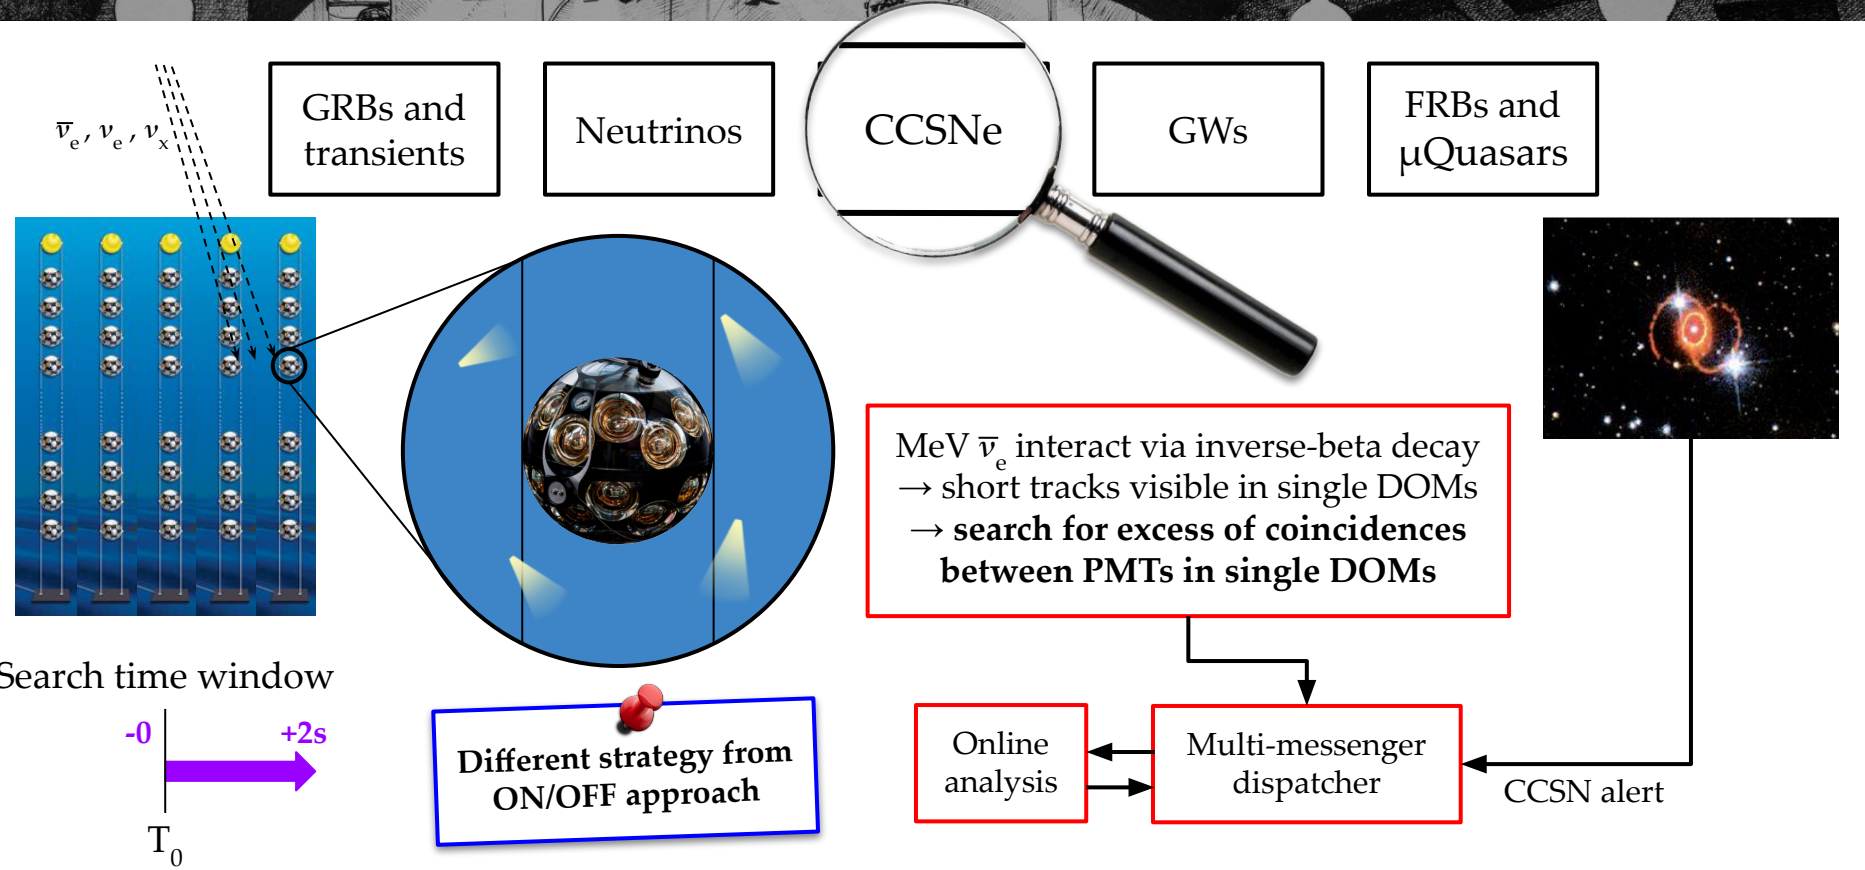 GRBs and
transients
Neutrinos
CCSNe
GWs
FRBs and
μQuasars
ν̅e, νe, νx
MeV ν̅e interact via inverse-beta decay
→ short tracks visible in single DOMs
→ search for excess of coincidences
between PMTs in single DOMs
Search time window
-0 +2s
T0
Different strategy from
ON/OFF approach
Online
analysis
Multi-messenger
dispatcher
CCSN alert